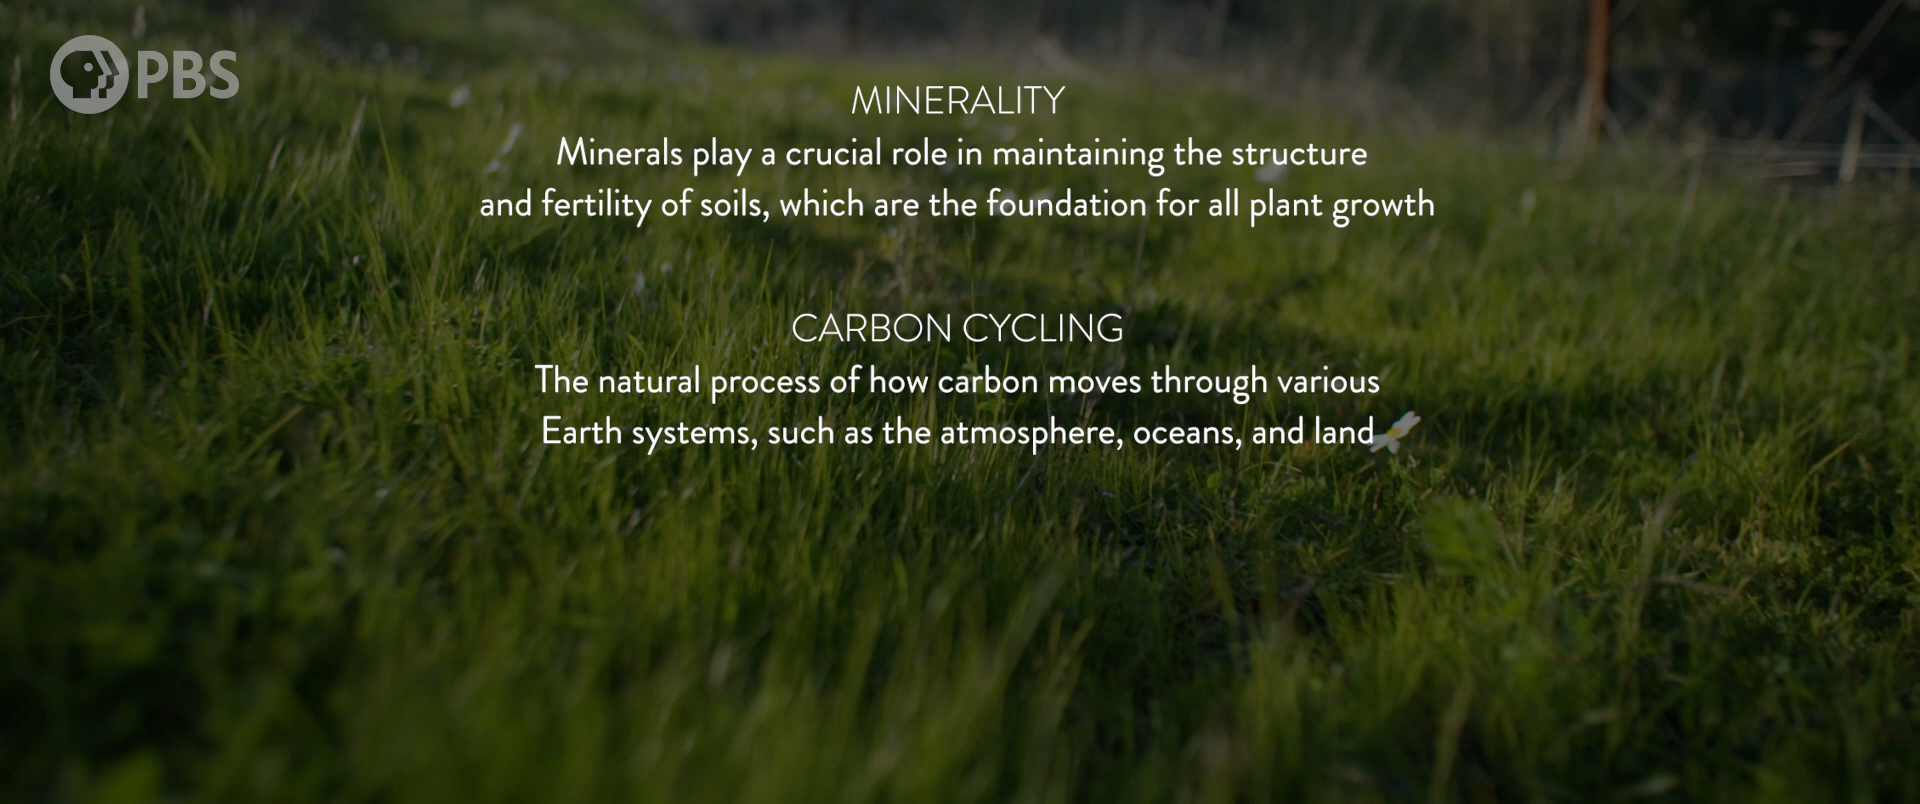 PBS
MINERALITY
Minerals play a crucial role in maintaining the structure
and fertility of soils, which are the foundation for all plant growth
CARBON CYCLING
The natural process of how carbon moves through various
Earth systems, such as the atmosphere, oceans, and land